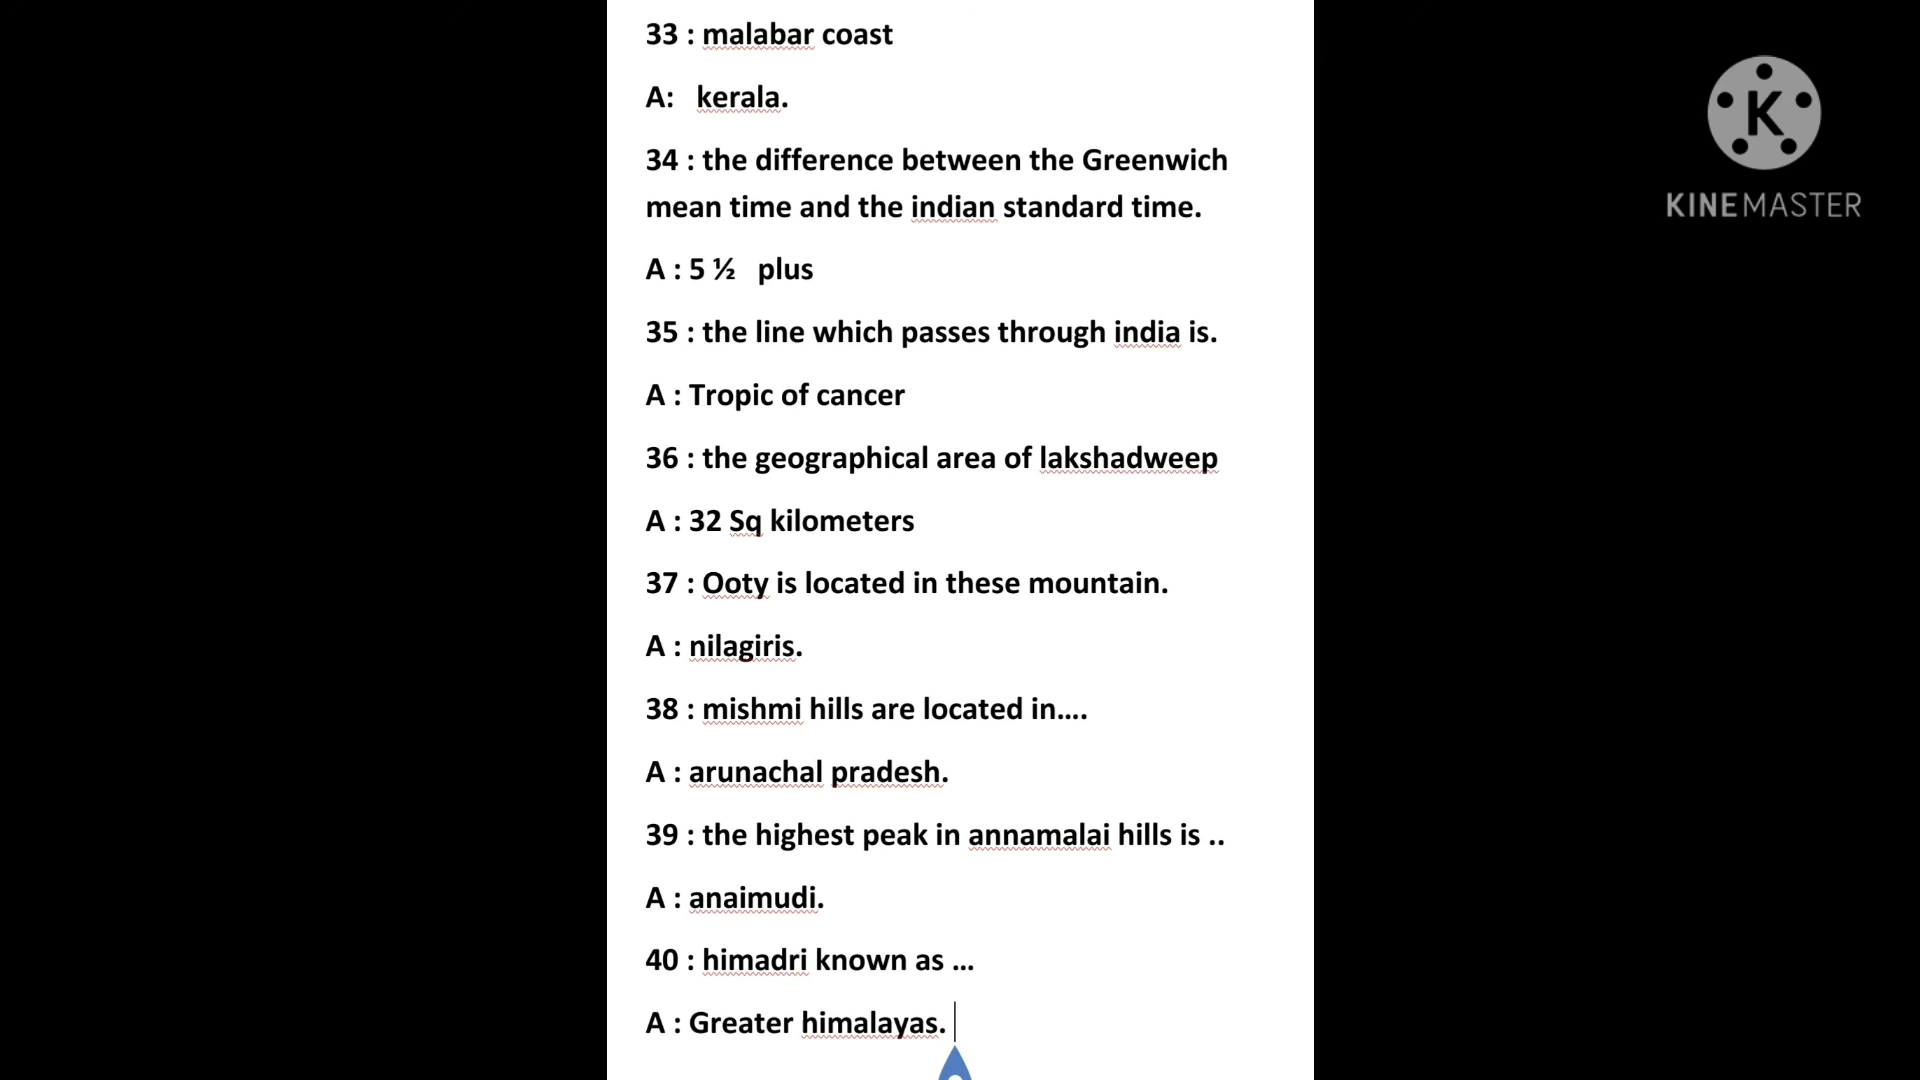 33 : malabar coast
A: kerala.
34 : the difference between the Greenwich
mean time and the indian standard time.
A : 5 ½ plus
35 : the line which passes through india is.
A : Tropic of cancer
36 : the geographical area of lakshadweep
A : 32 Sq kilometers
37 : Ooty is located in these mountain.
A : nilagiris.
38 : mishmi hills are located in....
A : arunachal pradesh.
39 : the highest peak in annamalai hills is ..
A : anaimudi.
40 : himadri known as ...
A : Greater himalayas.
K
KINEMASTER